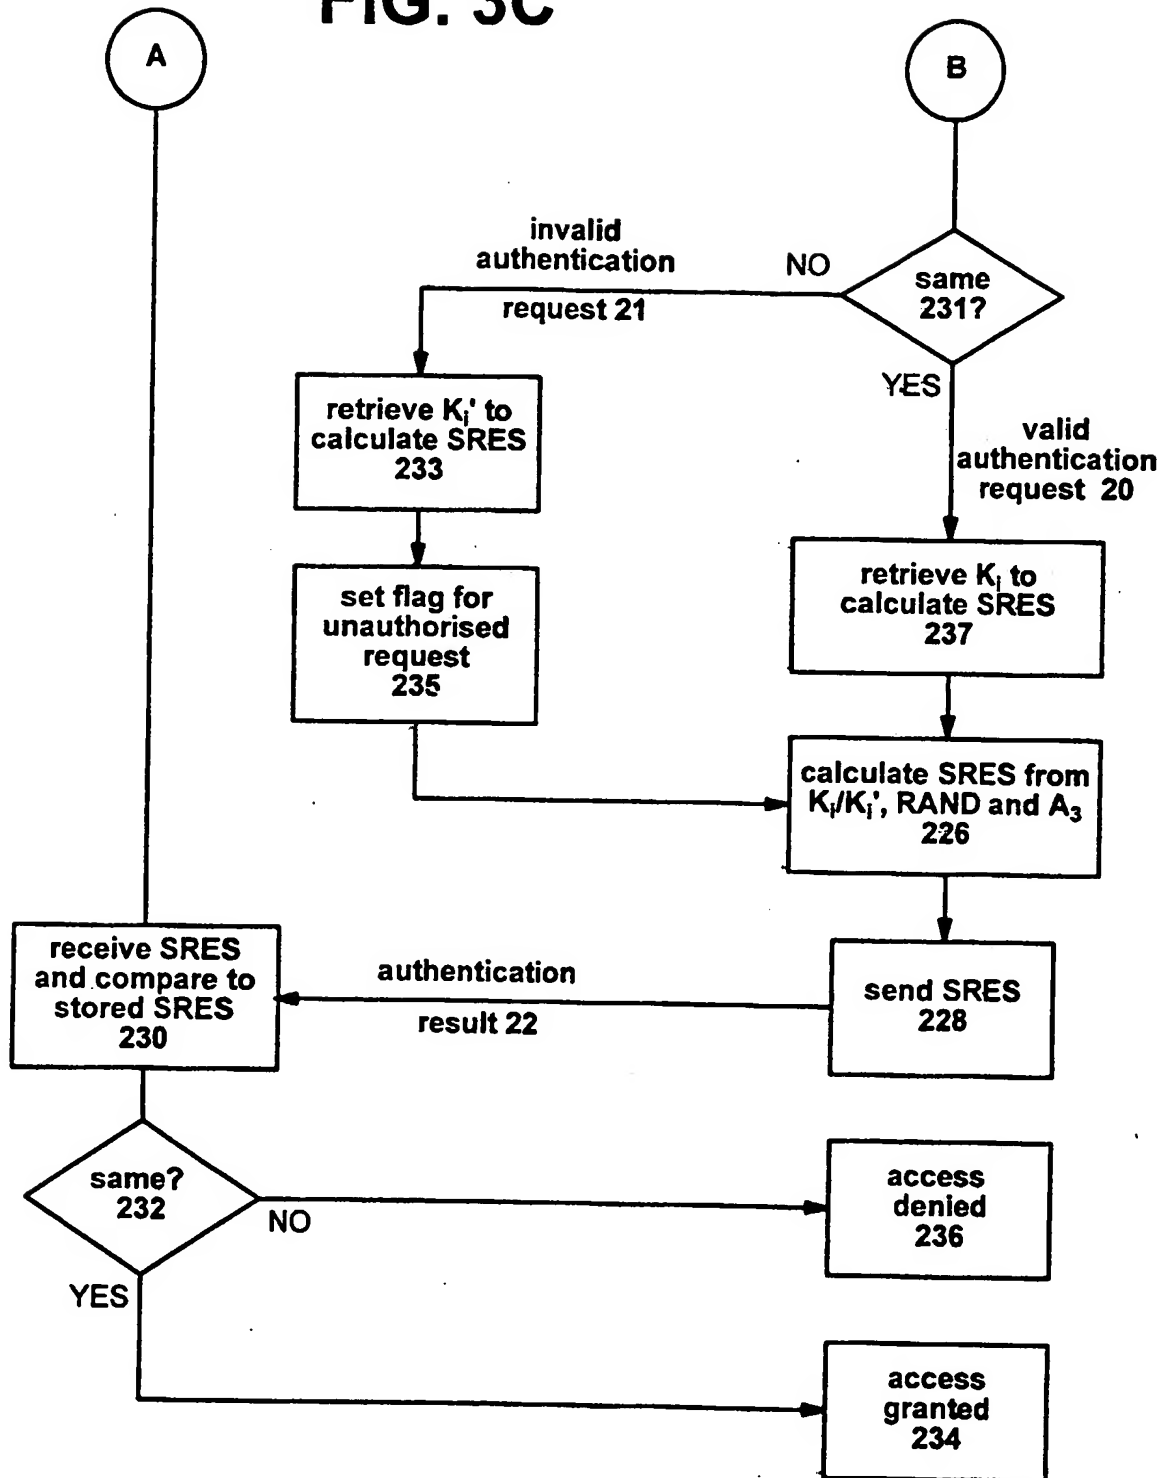 FIG. 3C
A
B
invalid
authentication
request 21
NO
same
231?
YES
valid
authentication
request 20
retrieve Ki' to
calculate SRES
233
set flag for
unauthorised
request
235
retrieve Ki to
calculate SRES
237
calculate SRES from
Ki/Ki', RAND and A3
226
receive SRES
and compare to
stored SRES
230
authentication
result 22
send SRES
228
same?
232
NO
YES
access
denied
236
access
granted
234